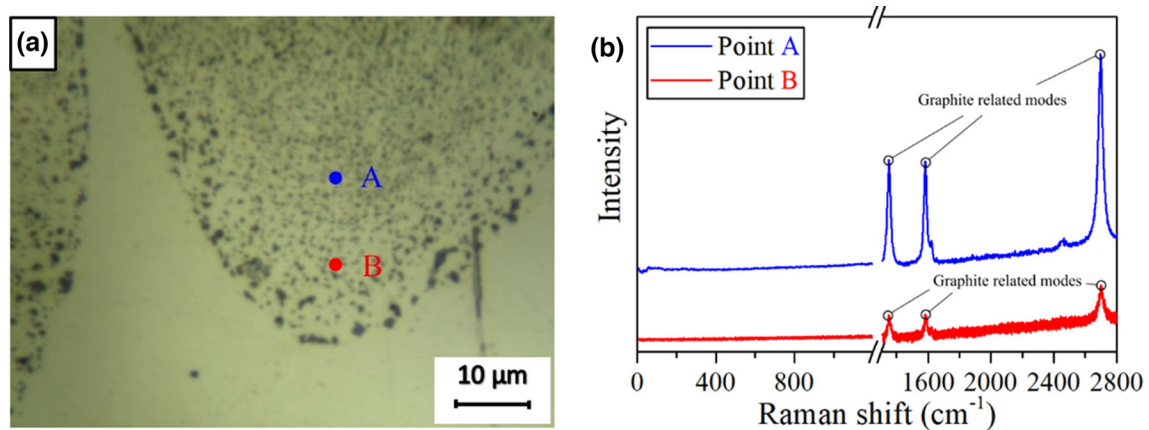 (a)
A
B
10 µm
(b)
Point A
Point B
Graphite related modes
Graphite related modes
Intensity
0 400 800 1600 2000 2400 2800
Raman shift (cm-1)